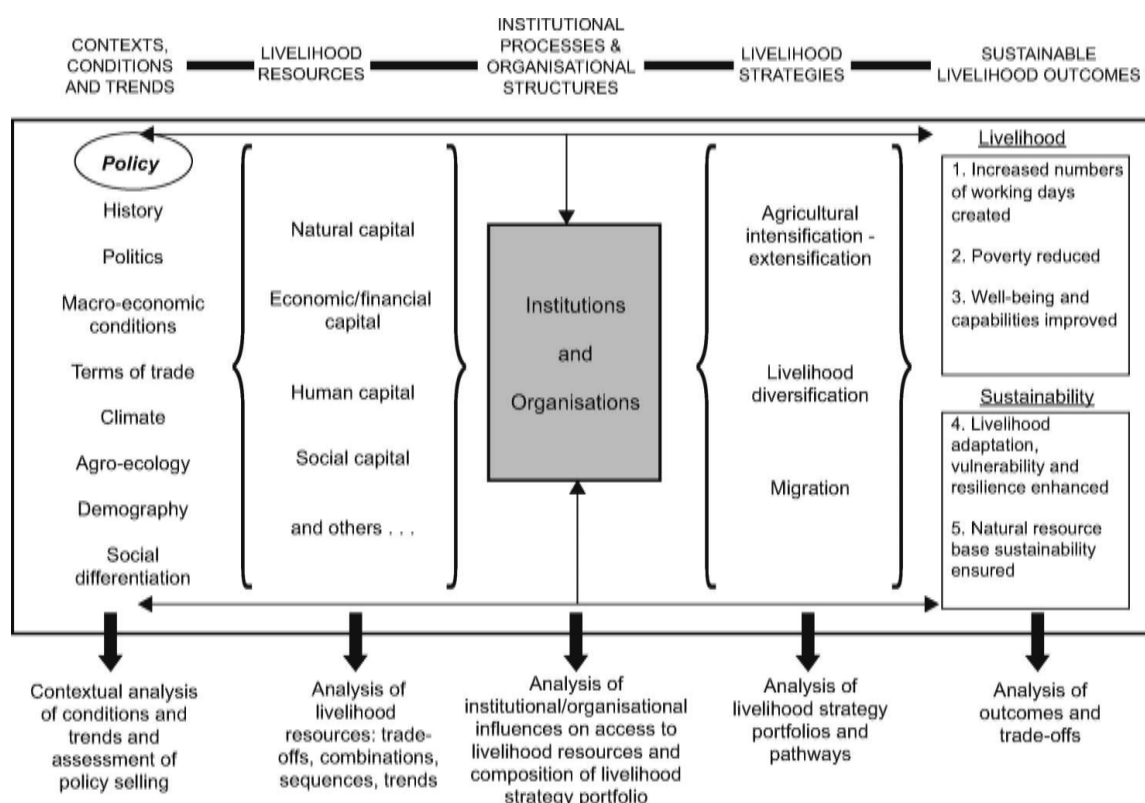 CONTEXTS,
CONDITIONS
AND TRENDS
LIVELIHOOD
RESOURCES
INSTITUTIONAL
PROCESSES &
ORGANISATIONAL
STRUCTURES
LIVELIHOOD
STRATEGIES
SUSTAINABLE
LIVELIHOOD OUTCOMES
Policy
History
Politics
Macro-economic
conditions
Terms of trade
Climate
Agro-ecology
Demography
Social
differentiation
Natural capital
Economic/financial
capital
Human capital
Social capital
and others . . .
Institutions
and
Organisations
Agricultural
intensification -
extensification
Livelihood
diversification
Migration
Livelihood
1. Increased numbers
of working days
created
2. Poverty reduced
3. Well-being and
capabilities improved
Sustainability
4. Livelihood
adaptation,
vulnerability and
resilience enhanced
5. Natural resource
base sustainability
ensured
Contextual analysis
of conditions and
trends and
assessment of
policy selling
Analysis of
livelihood
resources: trade-
offs, combinations,
sequences, trends
Analysis of
institutional/organisational
influences on access to
livelihood resources and
composition of livelihood
strategy portfolio
Analysis of
livelihood strategy
portfolios and
pathways
Analysis of
outcomes and
trade-offs